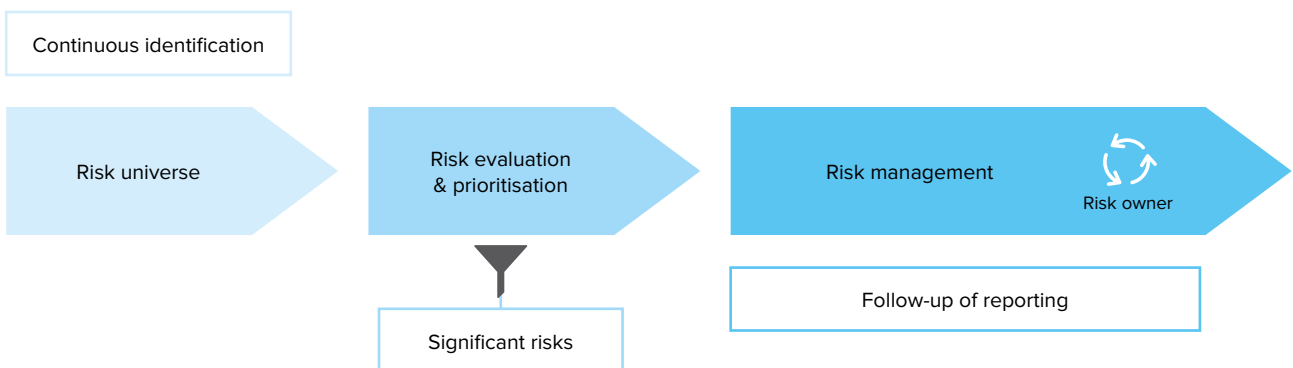 Continuous identification
Risk universe
Risk evaluation
& prioritisation
Risk management
Risk owner
Significant risks
Follow-up of reporting